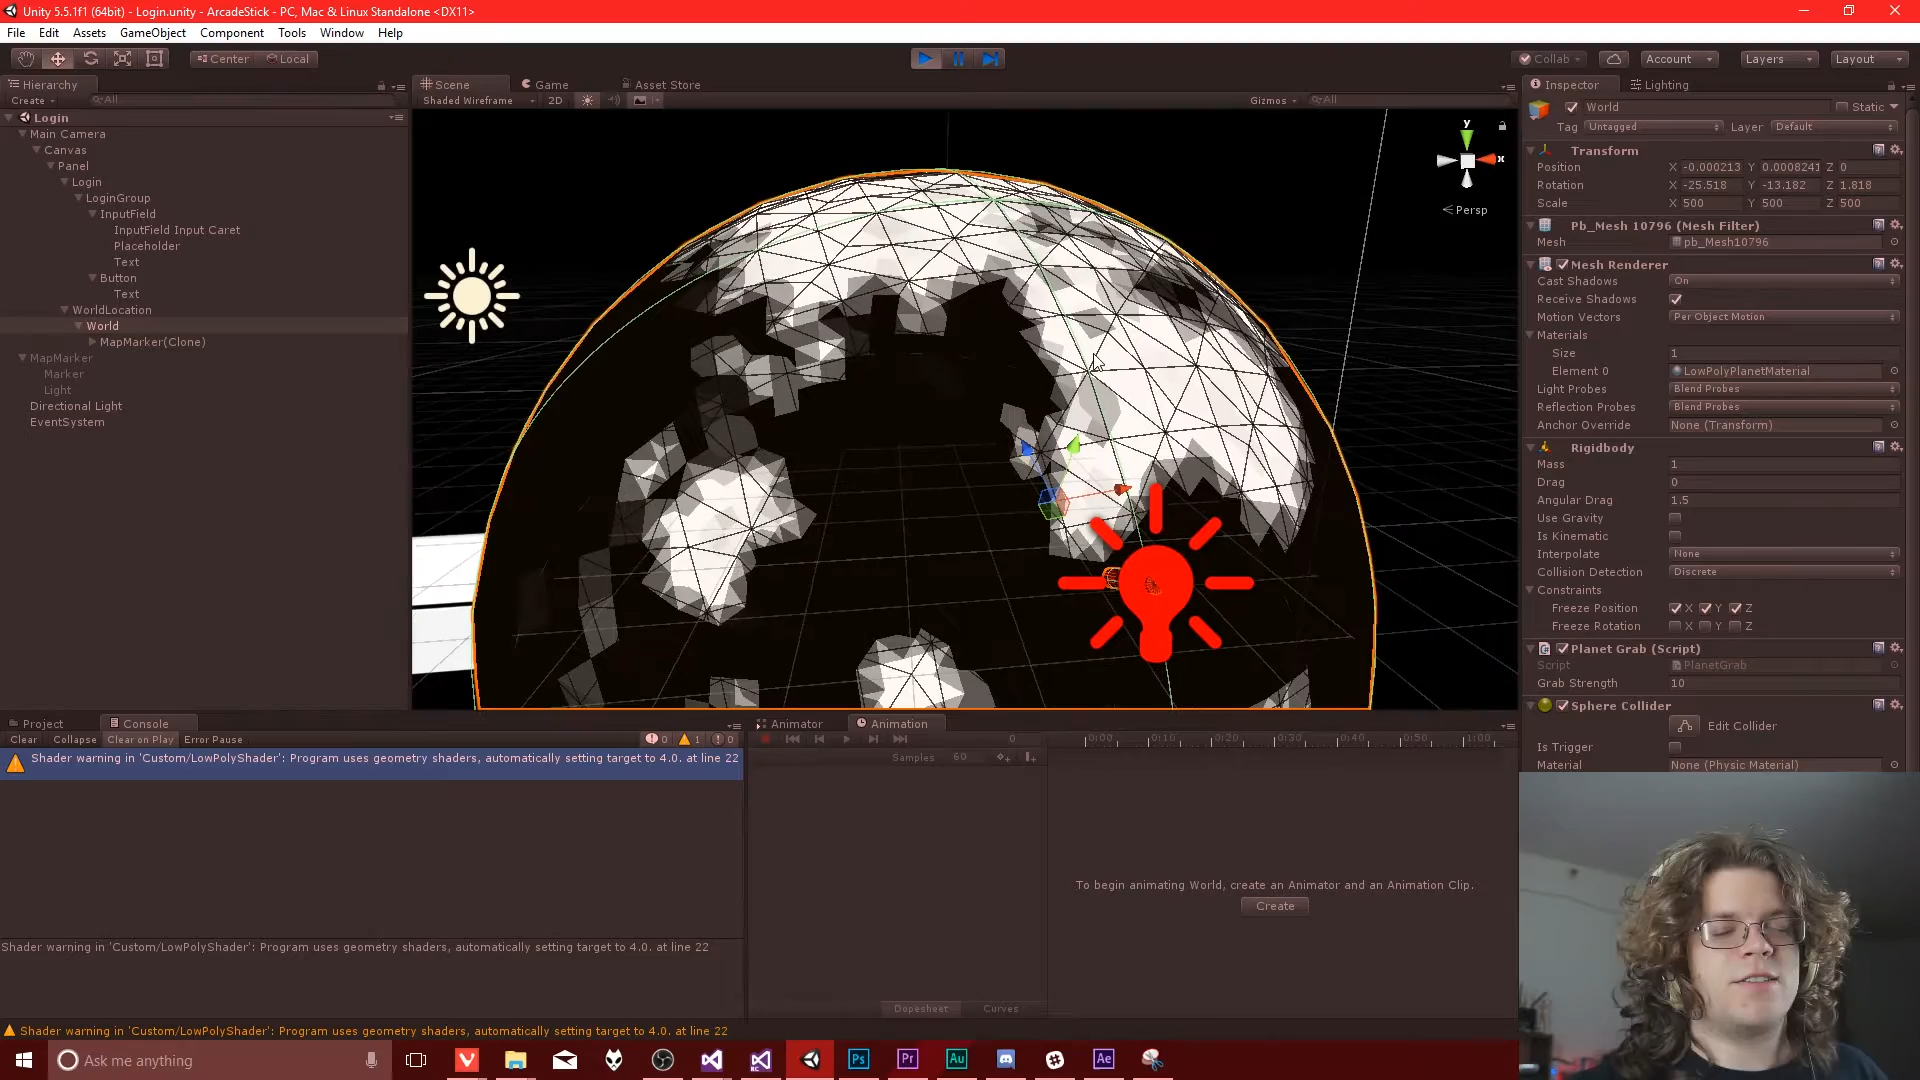 Unity 5.5.1f1 (64bit) - Login.unity - ArcadeStick - PC, Mac & Linux Standalone <DX11>
File Edit Assets GameObject Component Tools Window Help
Center Local Collab Account Layers Layout
Hierarchy
Create All
Login
Main Camera
Canvas
Panel
Login
LoginGroup
InputField
InputField Input Caret
Placeholder
Text
Button
Text
WorldLocation
World
MapMarker(Clone)
MapMarker
Marker
Light
Directional Light
EventSystem
Scene Game Asset Store
Shaded Wireframe 2D Gizmos All
y
x
Persp
Inspector Lighting
World Static
Tag Untagged Layer Default
Transform
Position X -0.000213 Y 0.0008241 Z 0
Rotation X -25.518 Y -13.182 Z 1.818
Scale X 500 Y 500 Z 500
Pb_Mesh 10796 (Mesh Filter)
Mesh pb_Mesh10796
Mesh Renderer
Cast Shadows On
Receive Shadows
Motion Vectors Per Object Motion
Materials
Size 1
Element 0 LowPolyPlanetMaterial
Light Probes Blend Probes
Reflection Probes Blend Probes
Anchor Override None (Transform)
Rigidbody
Mass 1
Drag 0
Angular Drag 1.5
Use Gravity
Is Kinematic
Interpolate None
Collision Detection Discrete
Constraints
Freeze Position X Y Z
Freeze Rotation X Y Z
Planet Grab (Script)
Script PlanetGrab
Grab Strength 10
Sphere Collider
Edit Collider
Is Trigger
Material None (Physic Material)
Project Console
Clear Collapse Clear on Play Error Pause 0 1 0
Shader warning in 'Custom/LowPolyShader': Program uses geometry shaders, automatically setting target to 4.0. at line 22
Shader warning in 'Custom/LowPolyShader': Program uses geometry shaders, automatically setting target to 4.0. at line 22
Animator Animation
0 0:00 0:10 0:20 0:30 0:40 0:50 1:00
Samples 60
To begin animating World, create an Animator and an Animation Clip.
Create
Dopesheet Curves
Shader warning in 'Custom/LowPolyShader': Program uses geometry shaders, automatically setting target to 4.0. at line 22
Ask me anything
V
RC
Ps
Pr
Au
Ae